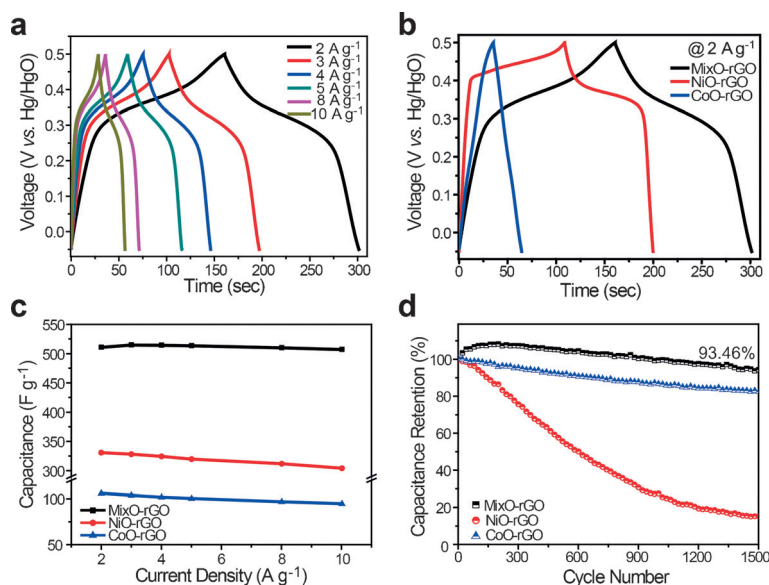 a
0.5
0.4
0.3
0.2
0.1
0.0
Voltage (V vs. Hg/HgO)
2 A g⁻¹
3 A g⁻¹
4 A g⁻¹
5 A g⁻¹
8 A g⁻¹
10 A g⁻¹
0 50 100 150 200 250 300
Time (sec)
b
0.5
0.4
0.3
0.2
0.1
0.0
Voltage (V vs. Hg/HgO)
@ 2 A g⁻¹
MixO-rGO
NiO-rGO
CoO-rGO
0 50 100 150 200 250 300
Time (sec)
c
550
500
450
400
350
300
100
50
Capacitance (F g⁻¹)
MixO-rGO
NiO-rGO
CoO-rGO
2 4 6 8 10
Current Density (A g⁻¹)
d
120
100
80
60
40
20
0
Capacitance Retention (%)
93.46%
MixO-rGO
NiO-rGO
CoO-rGO
0 300 600 900 1200 1500
Cycle Number